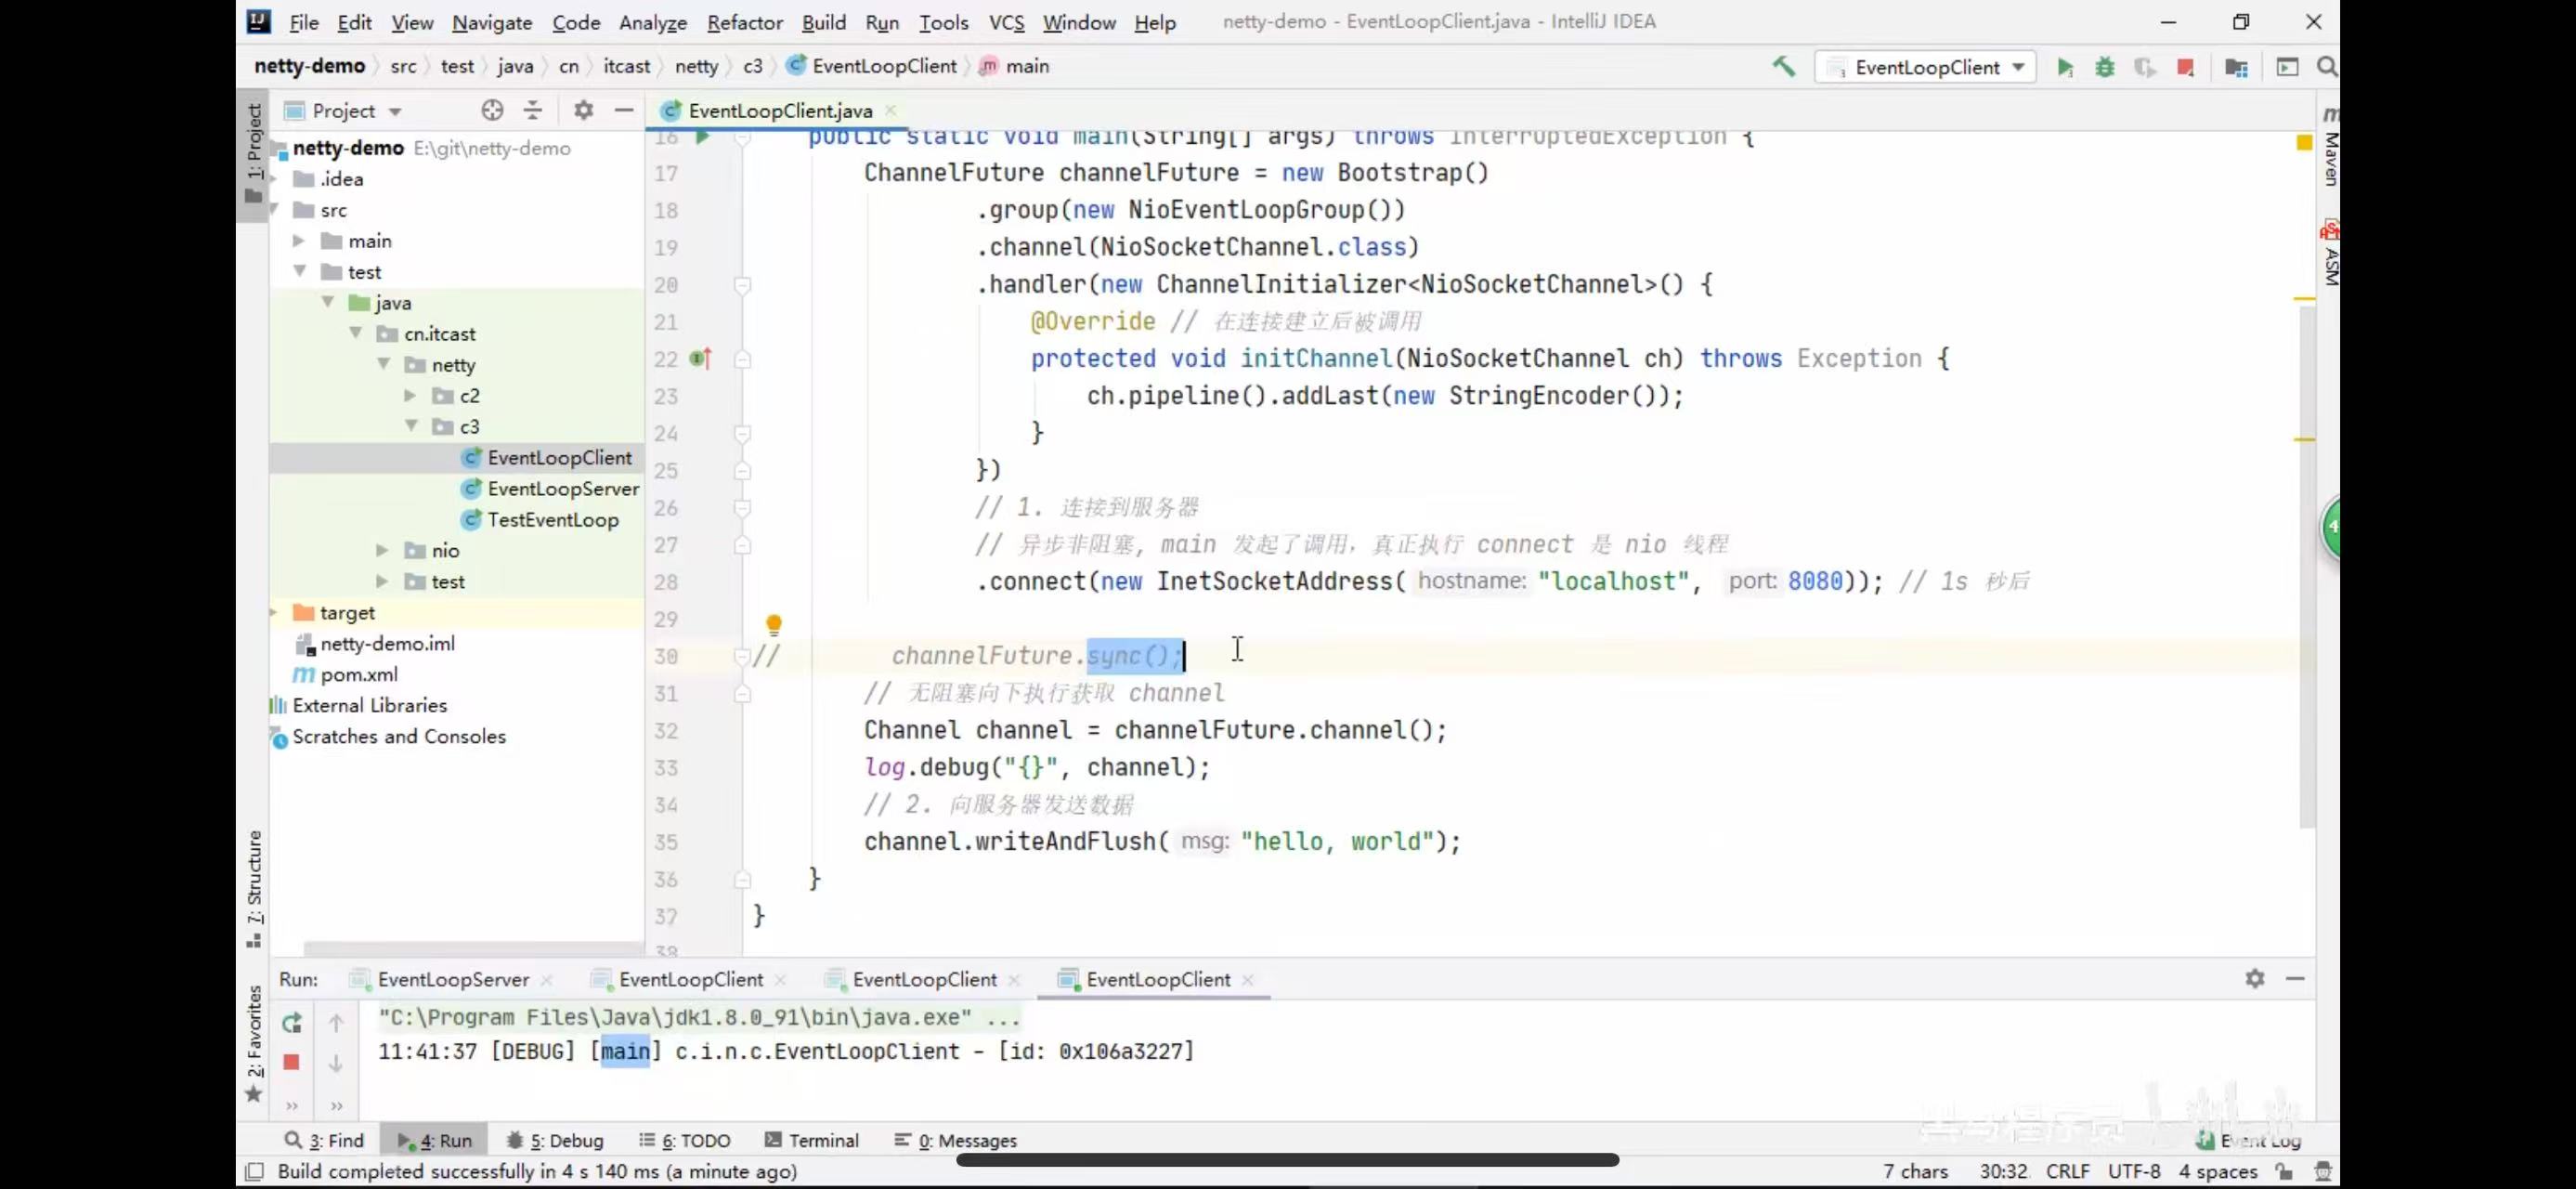 File Edit View Navigate Code Analyze Refactor Build Run Tools VCS Window Help netty-demo - EventLoopClient.java - IntelliJ IDEA
netty-demo src test java cn itcast netty c3 EventLoopClient main
EventLoopClient
1: Project
Project
EventLoopClient.java
netty-demo E:\git\netty-demo
.idea
src
main
test
java
cn.itcast
netty
c2
c3
EventLoopClient
EventLoopServer
TestEventLoop
nio
test
target
netty-demo.iml
pom.xml
External Libraries
Scratches and Consoles
16 public static void main(String[] args) throws InterruptedException {
17 ChannelFuture channelFuture = new Bootstrap()
18 .group(new NioEventLoopGroup())
19 .channel(NioSocketChannel.class)
20 .handler(new ChannelInitializer<NioSocketChannel>() {
21 @Override // 在连接建立后被调用
22 protected void initChannel(NioSocketChannel ch) throws Exception {
23 ch.pipeline().addLast(new StringEncoder());
24 }
25 })
26 // 1. 连接到服务器
27 // 异步非阻塞, main 发起了调用，真正执行 connect 是 nio 线程
28 .connect(new InetSocketAddress( hostname: "localhost", port: 8080)); // 1s 秒后
29
30 // channelFuture.sync();
31 // 无阻塞向下执行获取 channel
32 Channel channel = channelFuture.channel();
33 log.debug("{}", channel);
34 // 2. 向服务器发送数据
35 channel.writeAndFlush( msg: "hello, world");
36 }
37 }
38
Maven
ASM
4
7: Structure
2: Favorites
Run: EventLoopServer EventLoopClient EventLoopClient EventLoopClient
"C:\Program Files\Java\jdk1.8.0_91\bin\java.exe" ...
11:41:37 [DEBUG] [main] c.i.n.c.EventLoopClient - [id: 0x106a3227]
黑马程序员
3: Find 4: Run 5: Debug 6: TODO Terminal 0: Messages Event Log
Build completed successfully in 4 s 140 ms (a minute ago) 7 chars 30:32 CRLF UTF-8 4 spaces